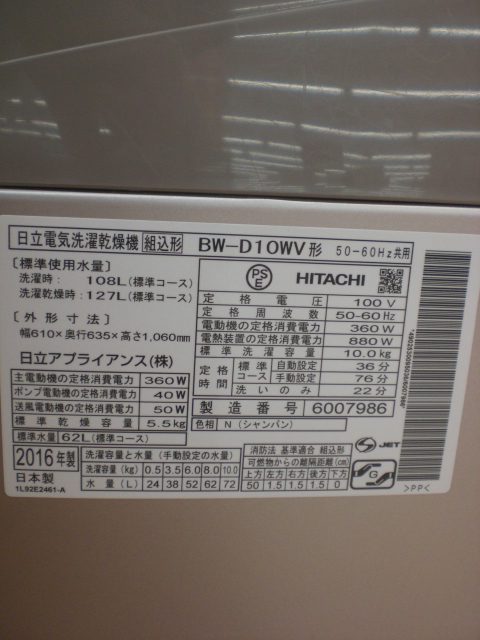 日立電気洗濯乾燥機 組込形 BW-D10WV形 50-60Hz共用
〔標準使用水量〕
洗濯時： 108L(標準コース)
洗濯乾燥時：127L(標準コース)
〔外形寸法〕
幅610×奥行635×高さ1,060mm
日立アプライアンス(株)
主電動機の定格消費電力 360W
ポンプ電動機の定格消費電力 40W
送風電動機の定格消費電力 50W
標準乾燥容量 5.5kg
標準水量 62L(標準コース)
PSE HITACHI
定格電圧 100V
定格周波数 50-60Hz
電動機の定格消費電力 360W
電熱装置の定格消費電力 880W
標準洗濯容量 10.0kg
定格時間 標準コース 自動設定 36分
手動設定 76分
洗いのみ 22分
製造番号 6007986
色相 N (シャンパン)
2016年製
日本製
1L92E2461-A
洗濯容量と水量(手動設定の水量)
洗濯容量(kg) 0.5 3.5 6.0 8.0 10.0
水量(L) 24 38 52 62 72
消防法 基準適合 組込形
可燃物からの離隔距離(cm)
上方 左方 右方 前方 後方 下方
50 1.5 1.5 1.5 0
S JET
G
>PP<